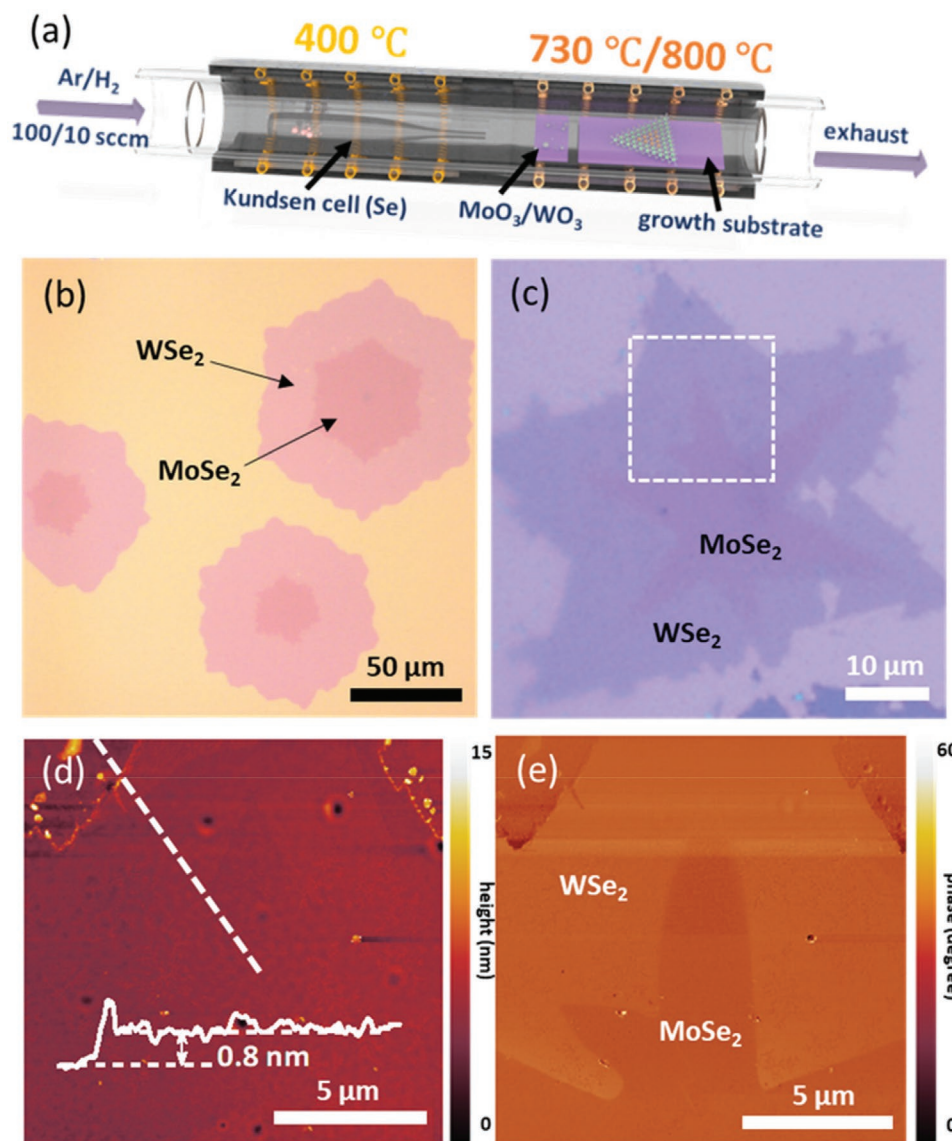 (a)
400 °C
730 °C/800 °C
Ar/H2
100/10 sccm
exhaust
Kundsen cell (Se)
MoO3/WO3
growth substrate
(b)
WSe2
MoSe2
50 µm
(c)
MoSe2
WSe2
10 µm
(d)
15
height (nm)
0
0.8 nm
5 µm
(e)
60
phase (degree)
0
WSe2
MoSe2
5 µm